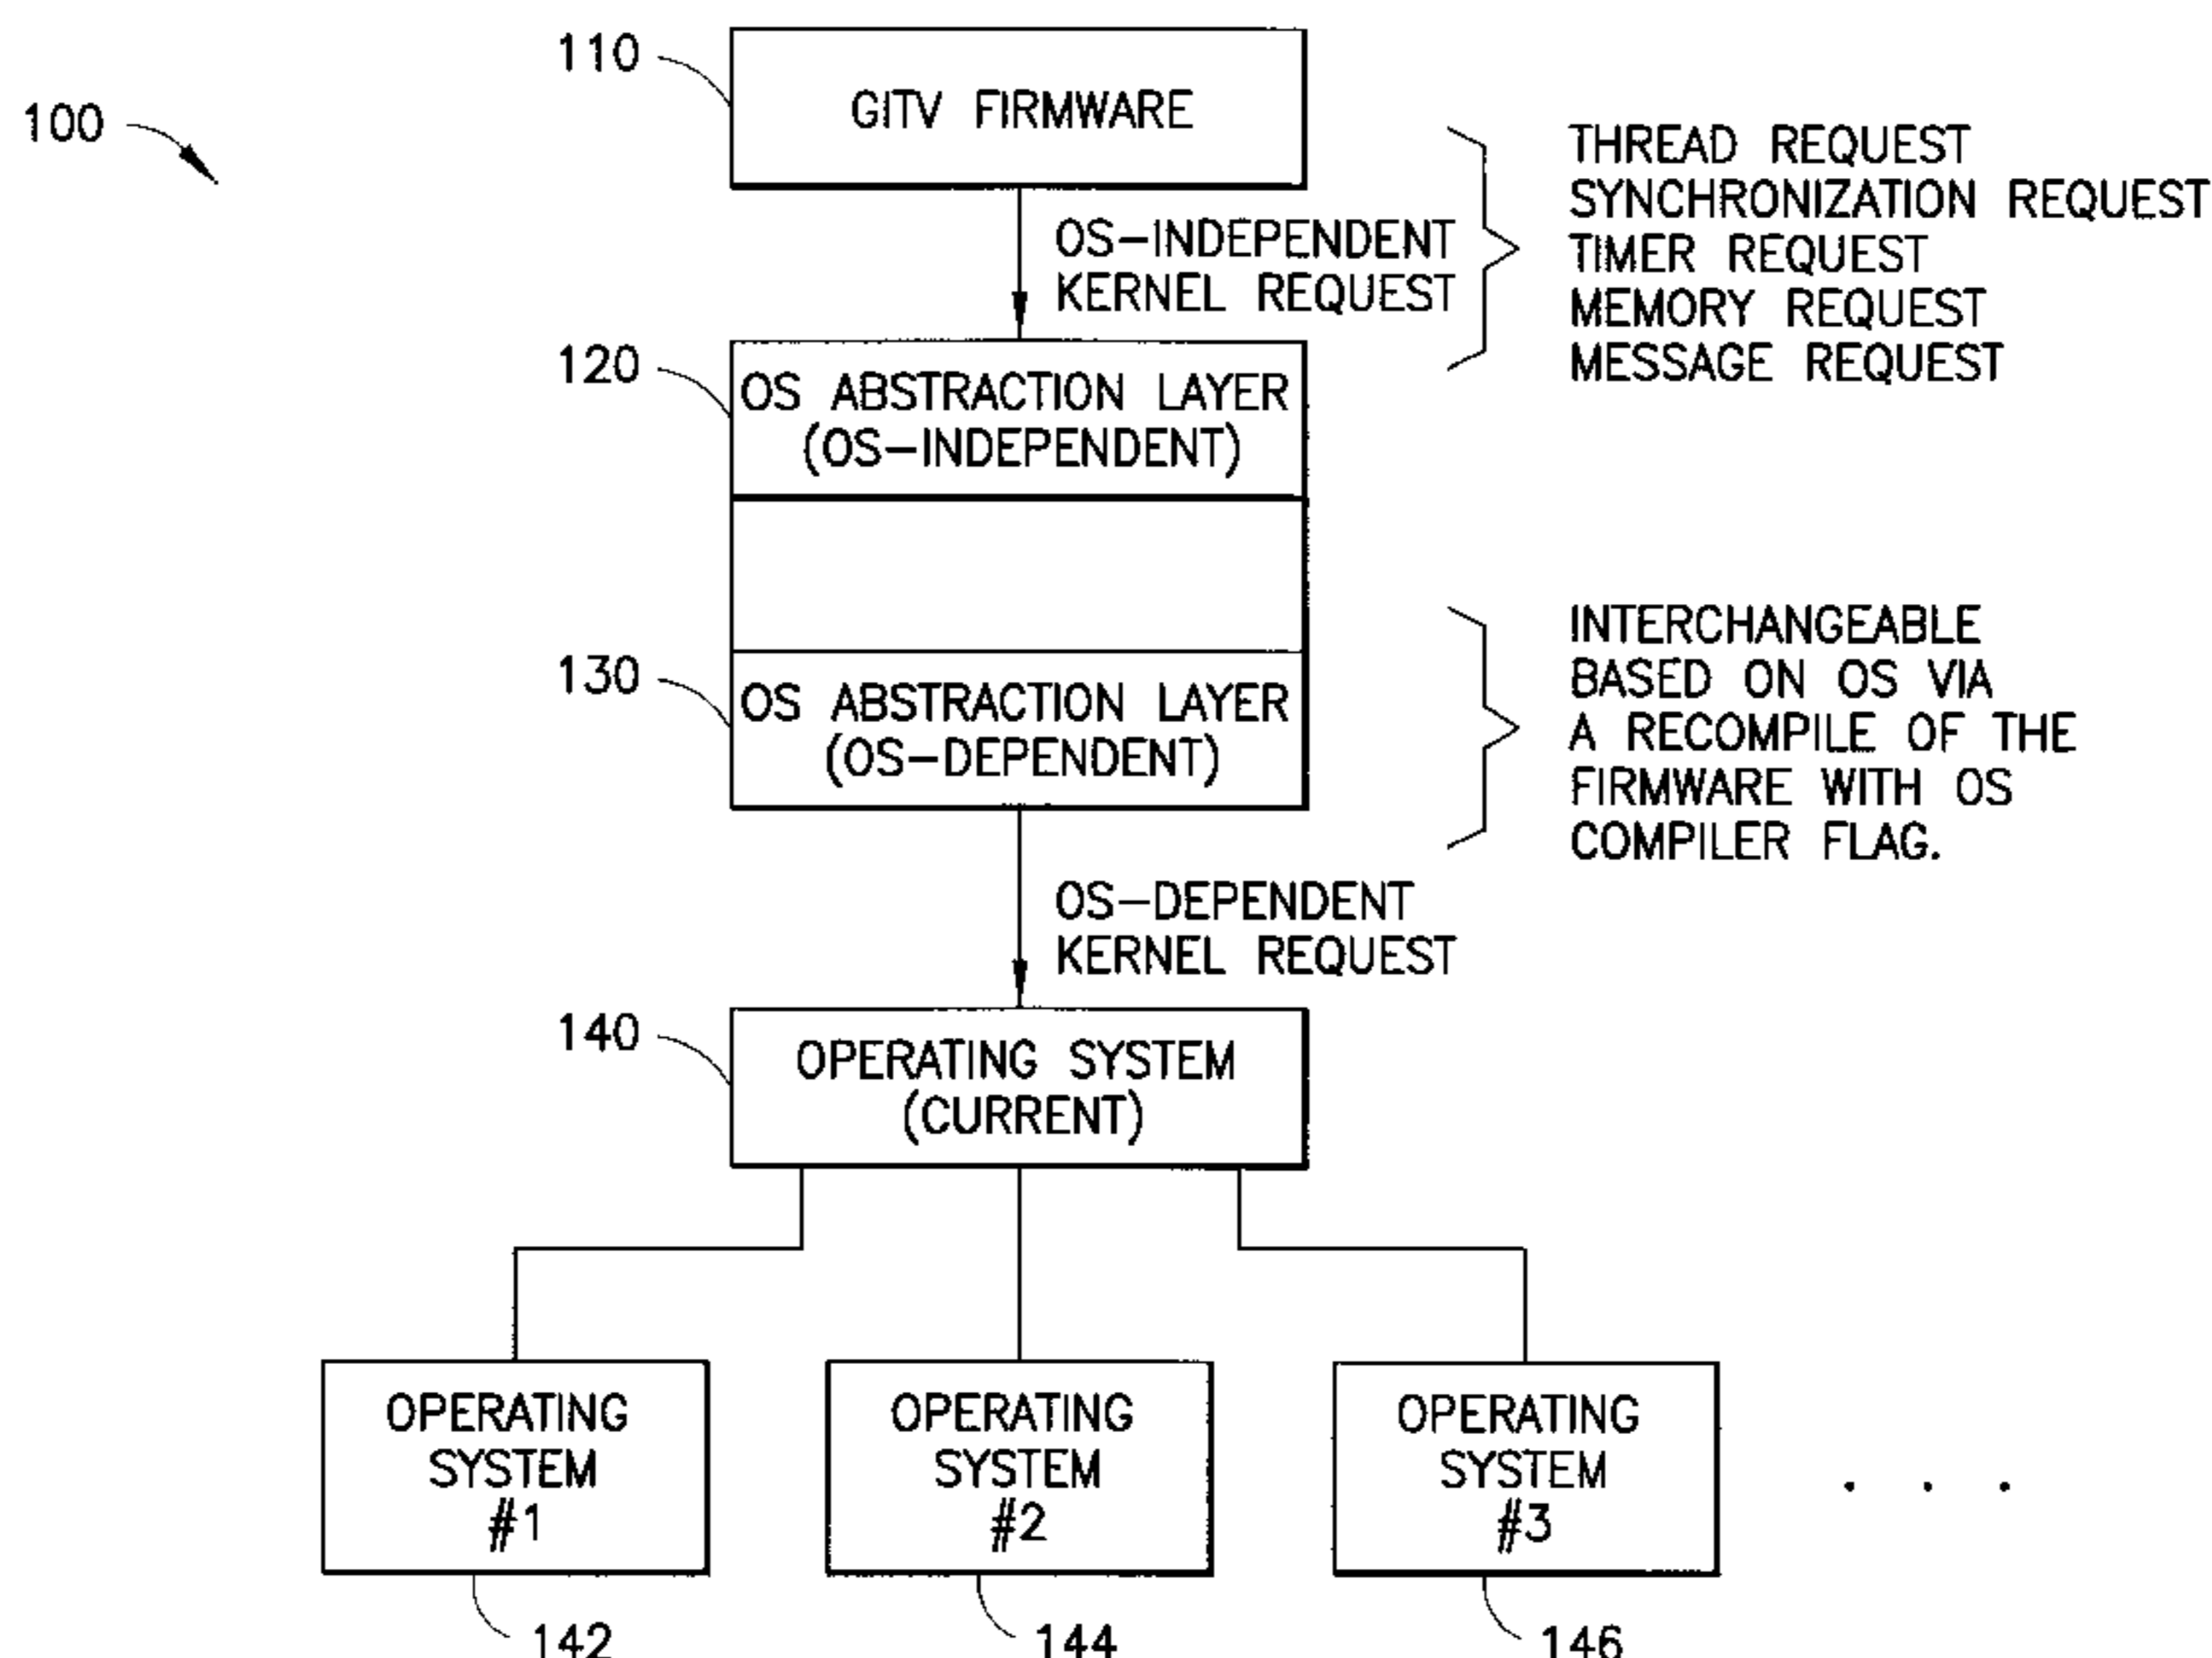 110
GITV FIRMWARE
100
THREAD REQUEST
SYNCHRONIZATION REQUEST
TIMER REQUEST
MEMORY REQUEST
MESSAGE REQUEST
OS-INDEPENDENT
KERNEL REQUEST
120
OS ABSTRACTION LAYER
(OS-INDEPENDENT)
130
OS ABSTRACTION LAYER
(OS-DEPENDENT)
INTERCHANGEABLE
BASED ON OS VIA
A RECOMPILE OF THE
FIRMWARE WITH OS
COMPILER FLAG.
OS-DEPENDENT
KERNEL REQUEST
140
OPERATING SYSTEM
(CURRENT)
OPERATING
SYSTEM
#1
142
OPERATING
SYSTEM
#2
144
OPERATING
SYSTEM
#3
146
. . .